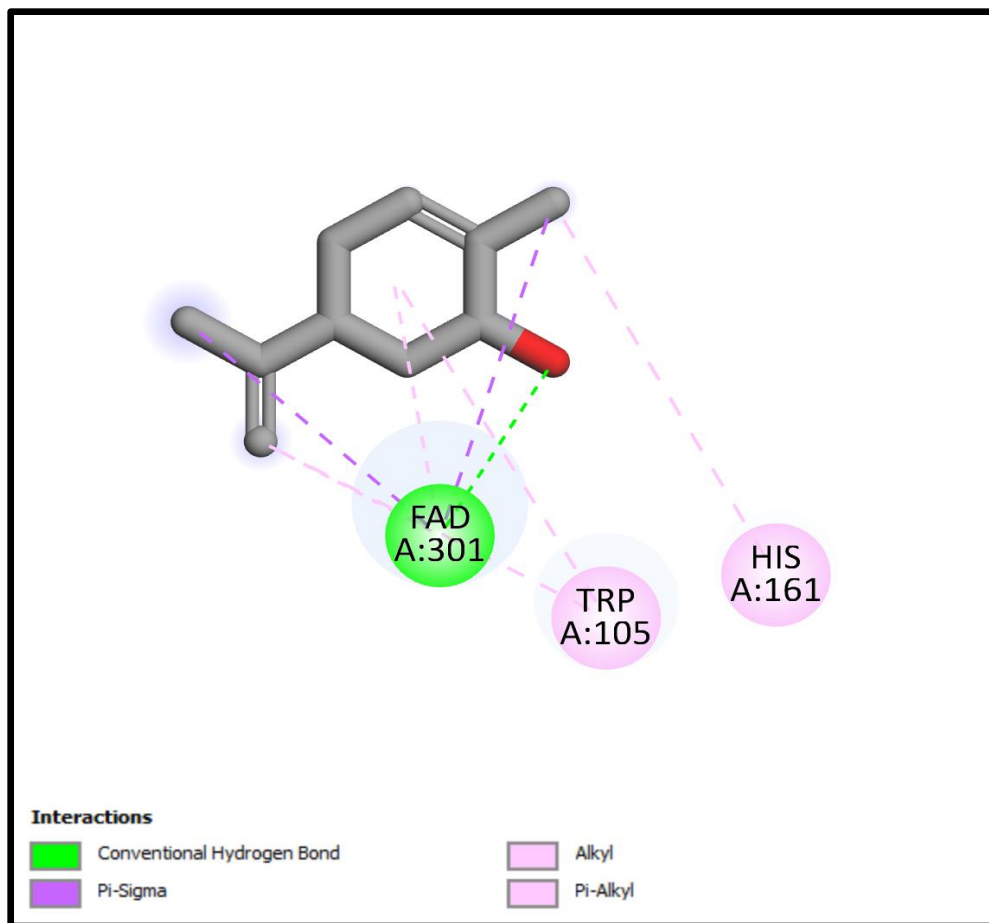 FAD
A:301
TRP
A:105
HIS
A:161
Interactions
Conventional Hydrogen Bond
Pi-Sigma
Alkyl
Pi-Alkyl